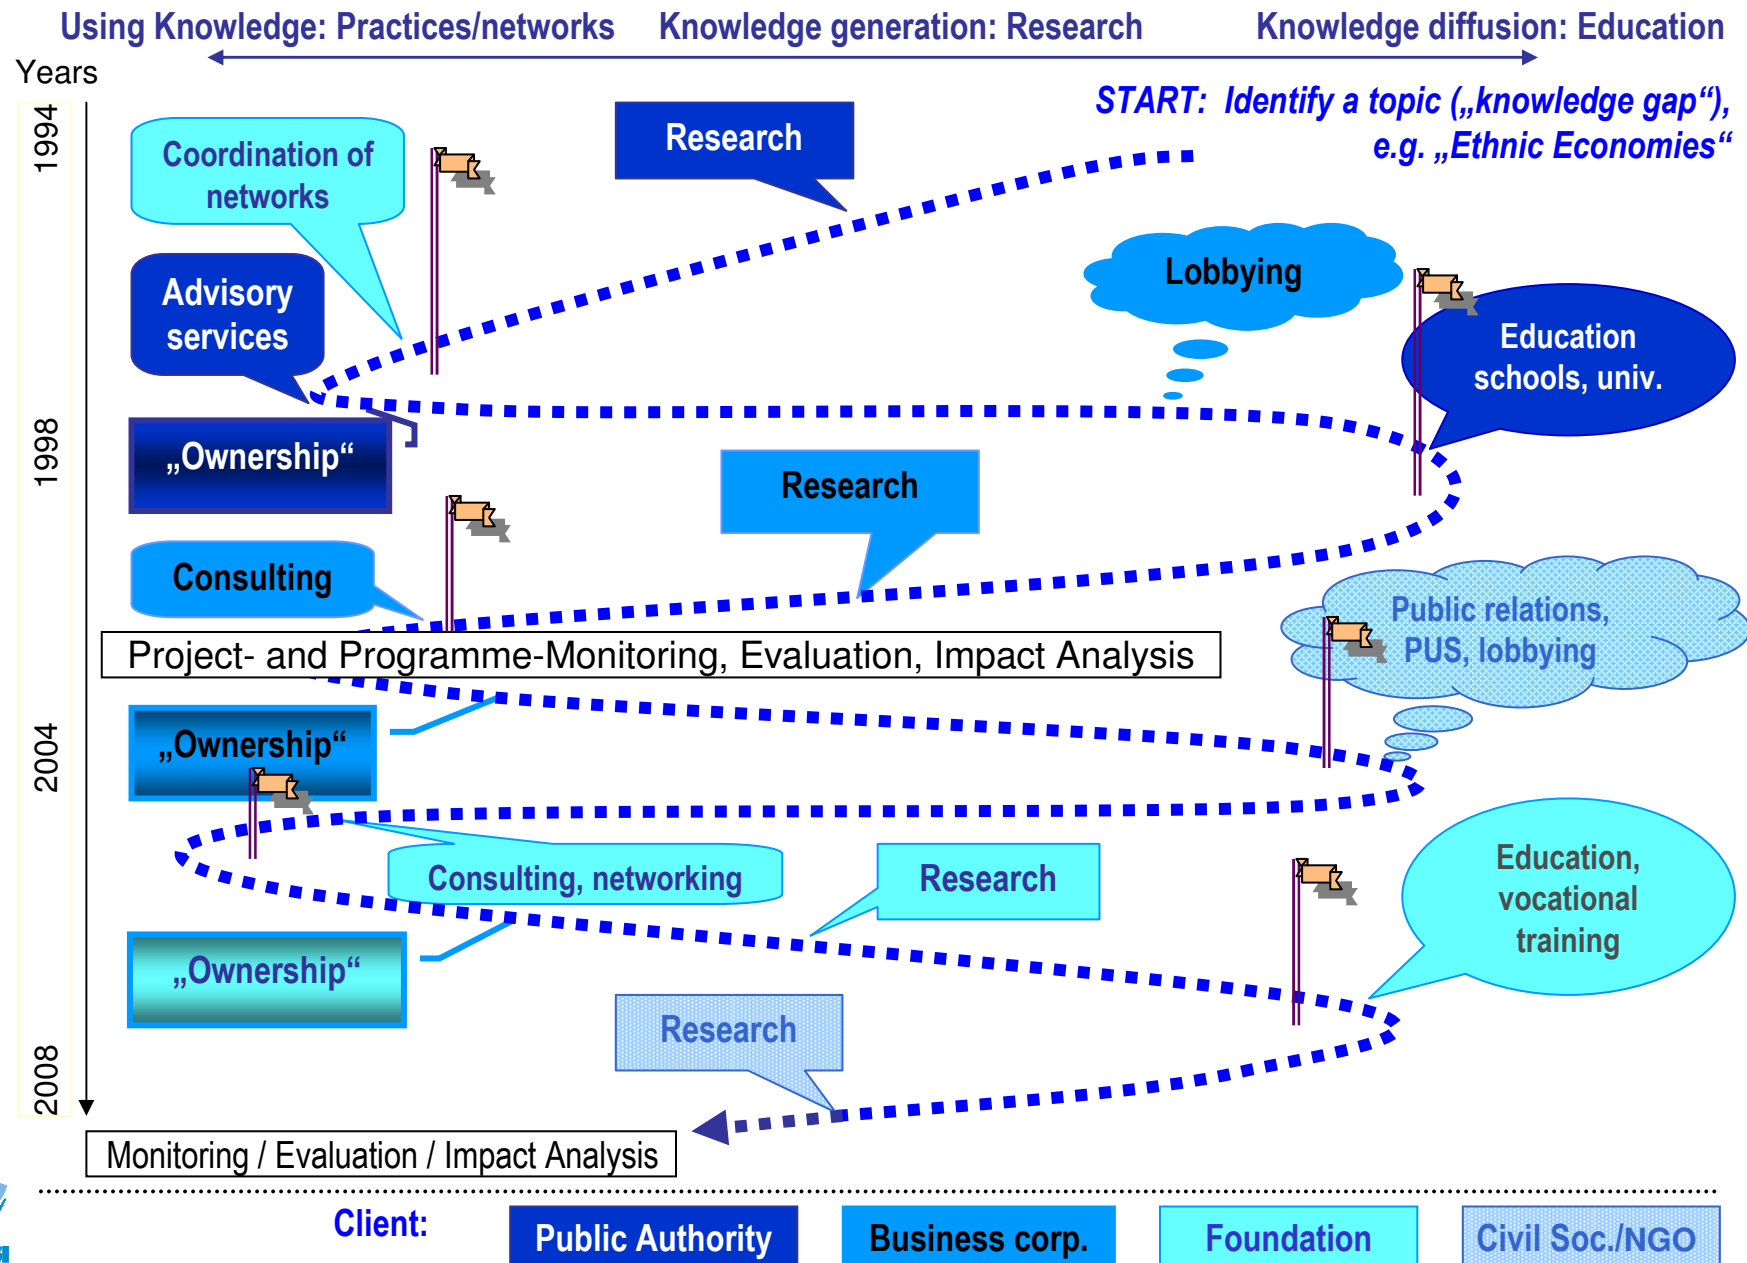 Using Knowledge: Practices/networks
Knowledge generation: Research
Knowledge diffusion: Education
Years
START: Identify a topic („knowledge gap“),
e.g. „Ethnic Economies“
1994
Coordination of
networks
Research
Lobbying
Advisory
services
Education
schools, univ.
1998
„Ownership“
Research
Consulting
Public relations,
PUS, lobbying
Project- and Programme-Monitoring, Evaluation, Impact Analysis
2004
„Ownership“
Consulting, networking
Research
Education,
vocational
training
„Ownership“
Research
2008
Monitoring / Evaluation / Impact Analysis
Client:
Public Authority
Business corp.
Foundation
Civil Soc./NGO